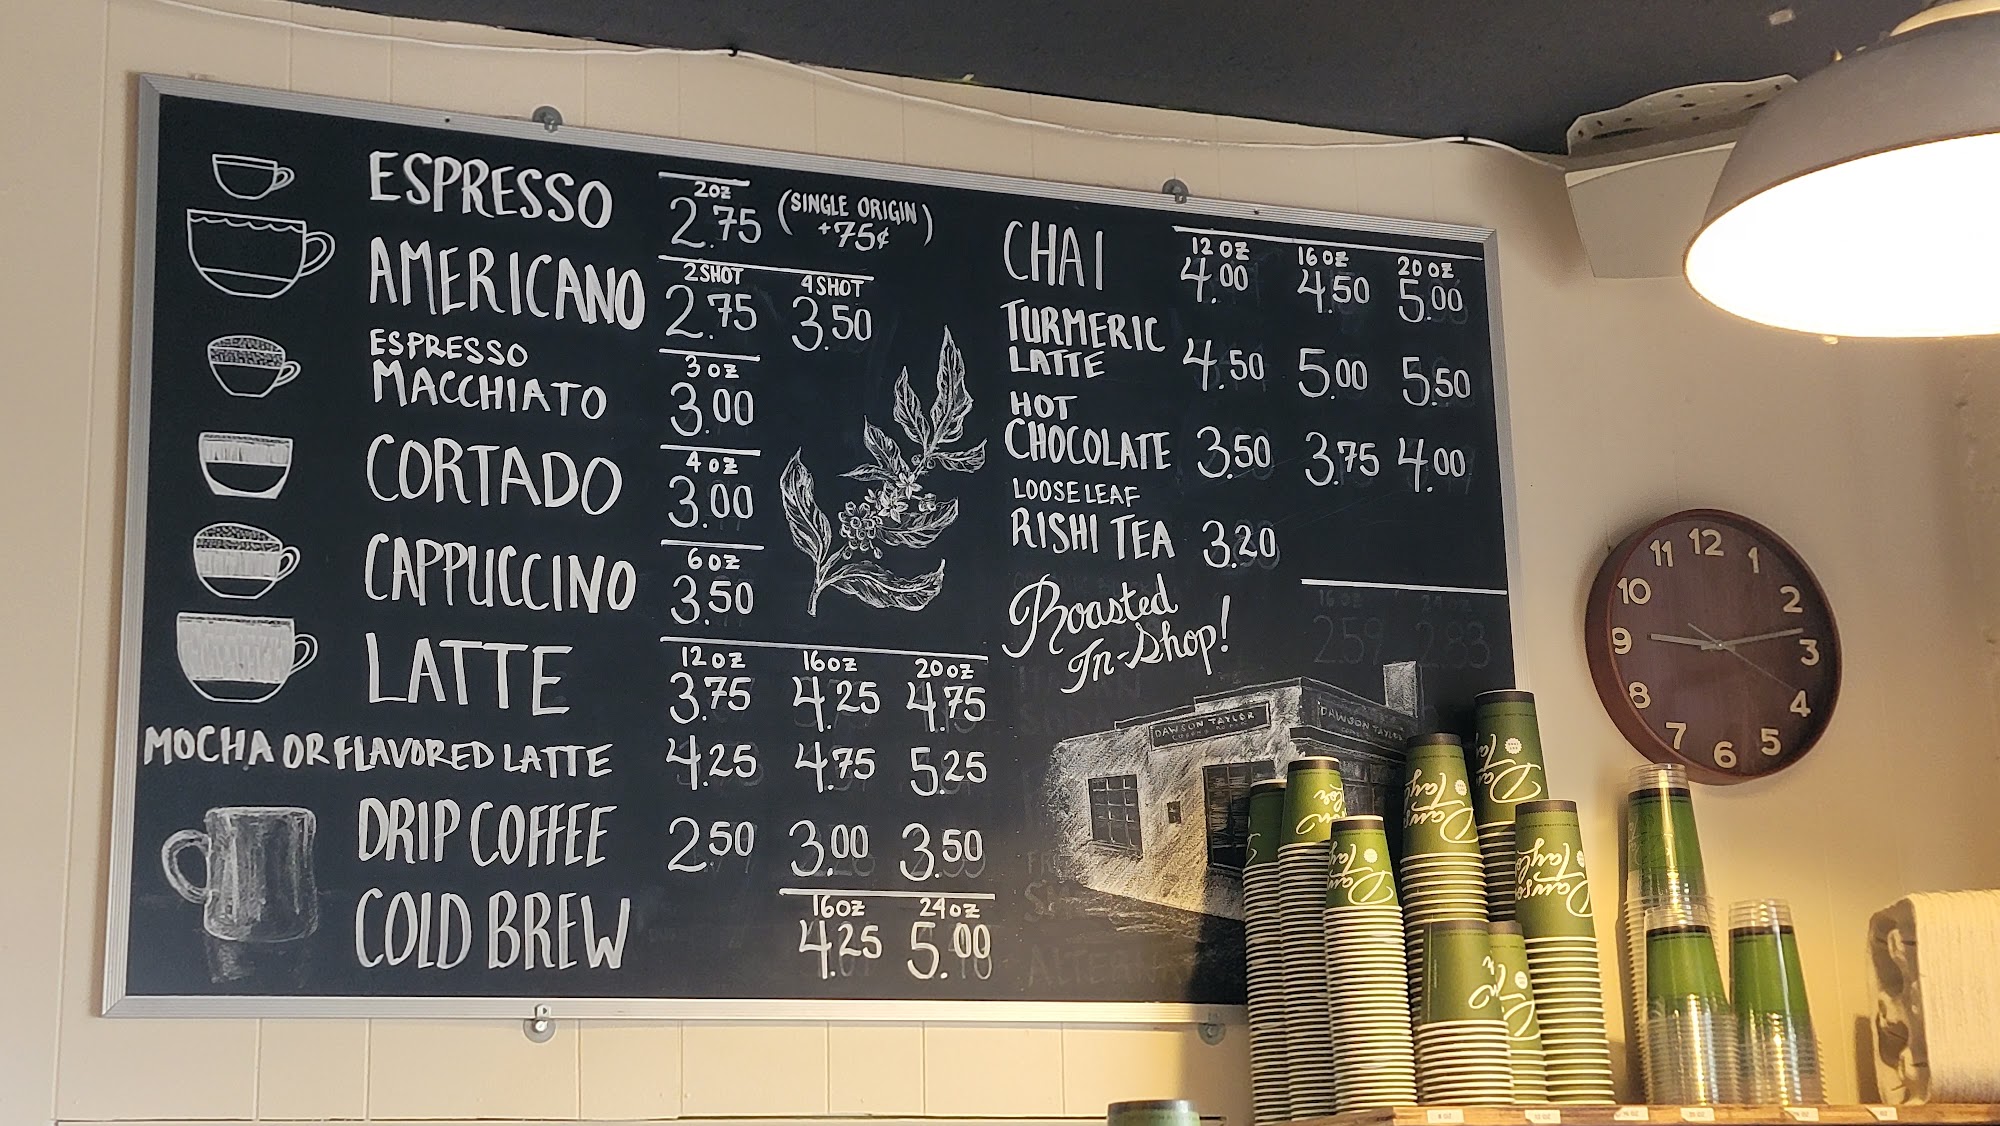 ESPRESSO
2OZ
2.75 (SINGLE ORIGIN +75¢)
AMERICANO
2SHOT 4SHOT
2.75 3.50
ESPRESSO
MACCHIATO
3OZ
3.00
CORTADO
4OZ
3.00
CAPPUCCINO
6OZ
3.50
LATTE
12OZ 16OZ 20OZ
3.75 4.25 4.75
MOCHA OR FLAVORED LATTE 4.25 4.75 5.25
DRIP COFFEE 2.50 3.00 3.50
COLD BREW
16OZ 24OZ
4.25 5.00
CHAI
12OZ 16OZ 20OZ
4.00 4.50 5.00
TURMERIC
LATTE 4.50 5.00 5.50
HOT
CHOCOLATE 3.50 3.75 4.00
LOOSE LEAF
RISHI TEA 3.20
Roasted
In-Shop!
DAWSON TAYLOR
DAWSON TAYLOR
12
1
2
3
4
5
6
7
8
9
10
11